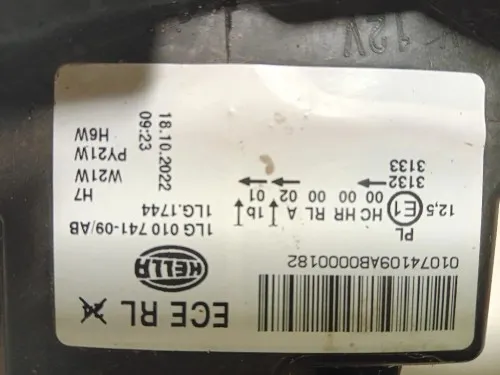 ECE RL
01074109AB0000182
HELLA
1LG 010 741-09/AB
1LG.1744
H7
W21W
PY21W
H6W
18.10.2022
09:23
PL
12,5 E1
HC HR RL A 1b
00 00 00 02 01
3132
3133
12V